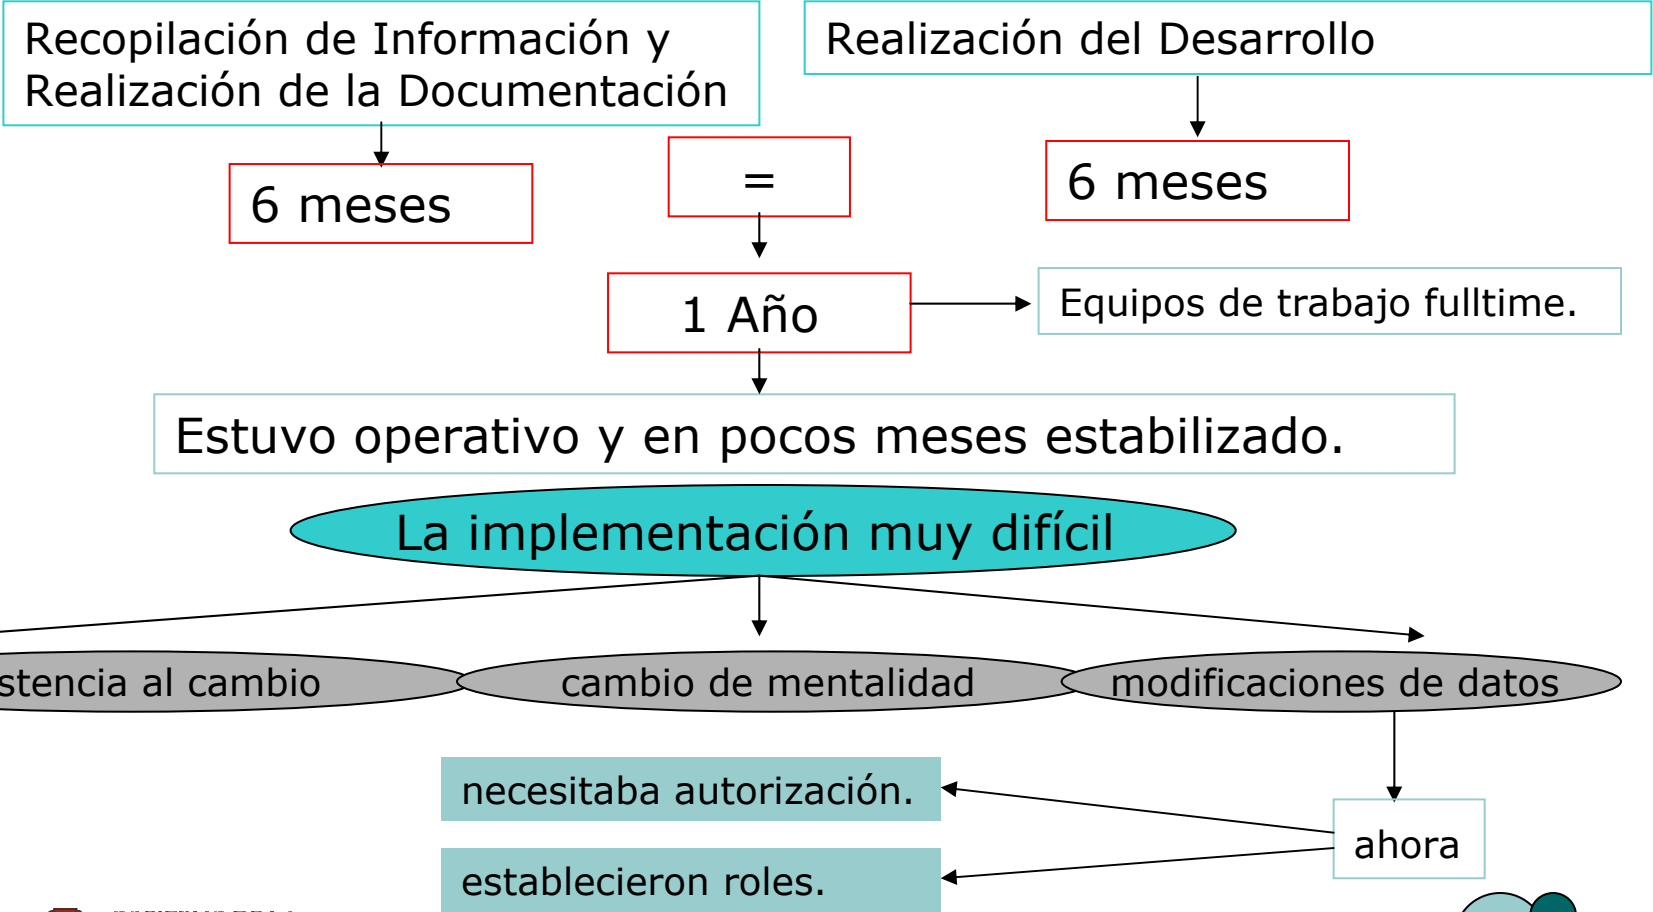 Recopilación de Información y
Realización de la Documentación
Realización del Desarrollo
6 meses
=
6 meses
1 Año
Equipos de trabajo fulltime.
Estuvo operativo y en pocos meses estabilizado.
La implementación muy difícil
stencia al cambio
cambio de mentalidad
modificaciones de datos
necesitaba autorización.
ahora
establecieron roles.